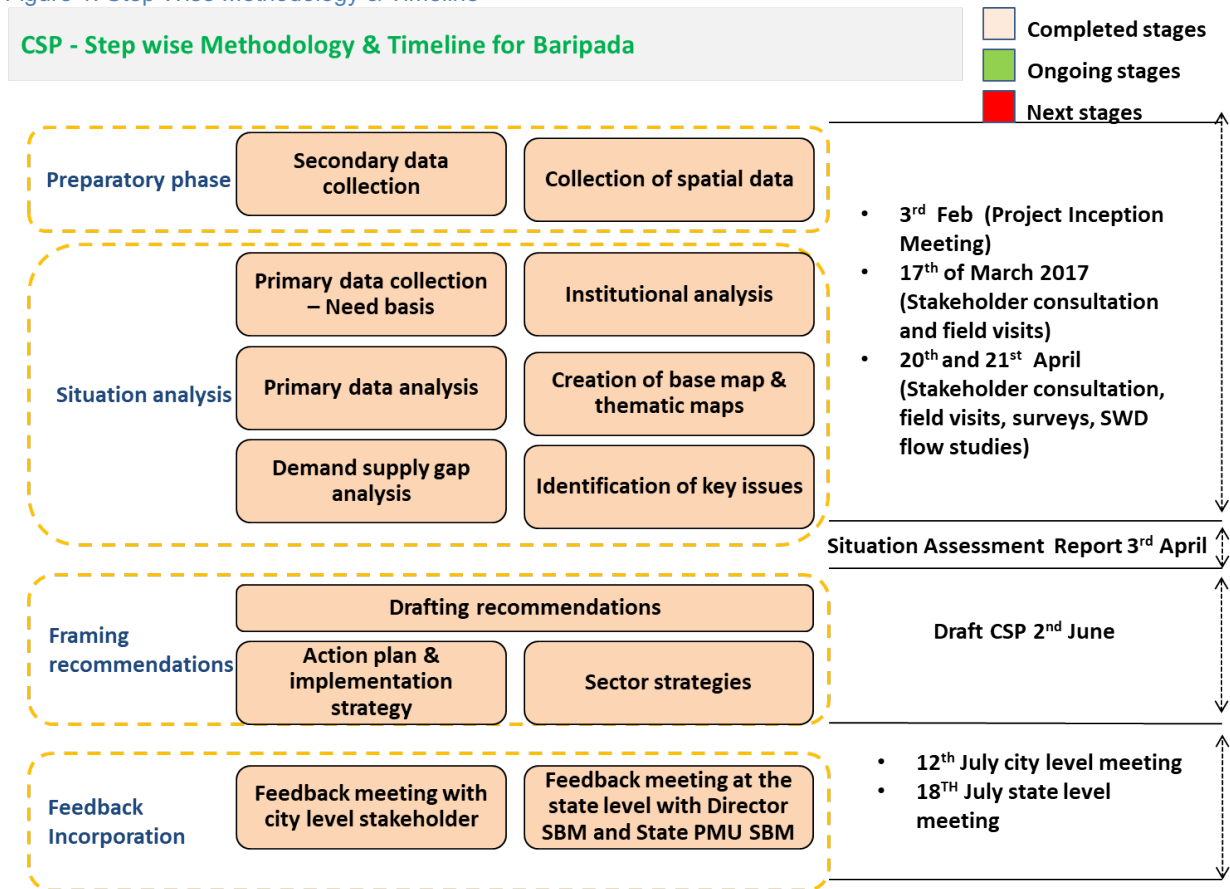 Figure 1: Step Wise Methodology & Timeline
CSP - Step wise Methodology & Timeline for Baripada
Completed stages
Ongoing stages
Next stages
Preparatory phase
Secondary data
collection
Collection of spatial data
Situation analysis
Primary data collection
– Need basis
Institutional analysis
Primary data analysis
Creation of base map &
thematic maps
Demand supply gap
analysis
Identification of key issues
• 3rd Feb (Project Inception
Meeting)
• 17th of March 2017
(Stakeholder consultation
and field visits)
• 20th and 21st April
(Stakeholder consultation,
field visits, surveys, SWD
flow studies)
Situation Assessment Report 3rd April
Framing
recommendations
Drafting recommendations
Action plan &
implementation
strategy
Sector strategies
Draft CSP 2nd June
Feedback
Incorporation
Feedback meeting with
city level stakeholder
Feedback meeting at the
state level with Director
SBM and State PMU SBM
• 12th July city level meeting
• 18TH July state level
meeting